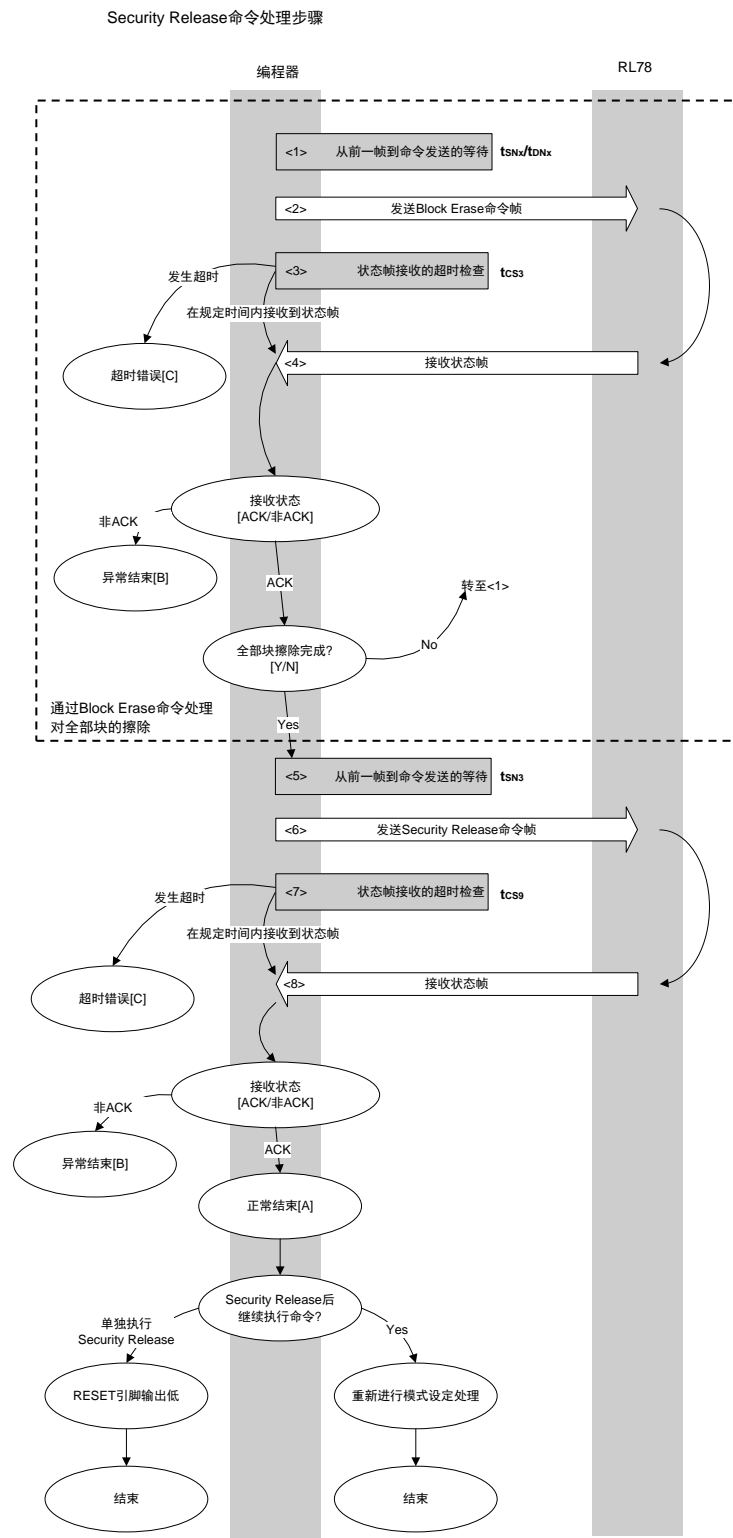 Security Release命令处理步骤
编程器
RL78
<1> 从前一帧到命令发送的等待 tSNx/tDNx
<2> 发送Block Erase命令帧
<3> 状态帧接收的超时检查 tCS3
发生超时
在规定时间内接收到状态帧
<4> 接收状态帧
超时错误[C]
接收状态
[ACK/非ACK]
非ACK
异常结束[B]
ACK
转至<1>
全部块擦除完成?
[Y/N]
No
通过Block Erase命令处理
对全部块的擦除
Yes
<5> 从前一帧到命令发送的等待 tSN3
<6> 发送Security Release命令帧
<7> 状态帧接收的超时检查 tCS9
发生超时
在规定时间内接收到状态帧
<8> 接收状态帧
超时错误[C]
接收状态
[ACK/非ACK]
非ACK
异常结束[B]
ACK
正常结束[A]
Security Release后
继续执行命令?
单独执行
Security Release
Yes
RESET引脚输出低
重新进行模式设定处理
结束
结束